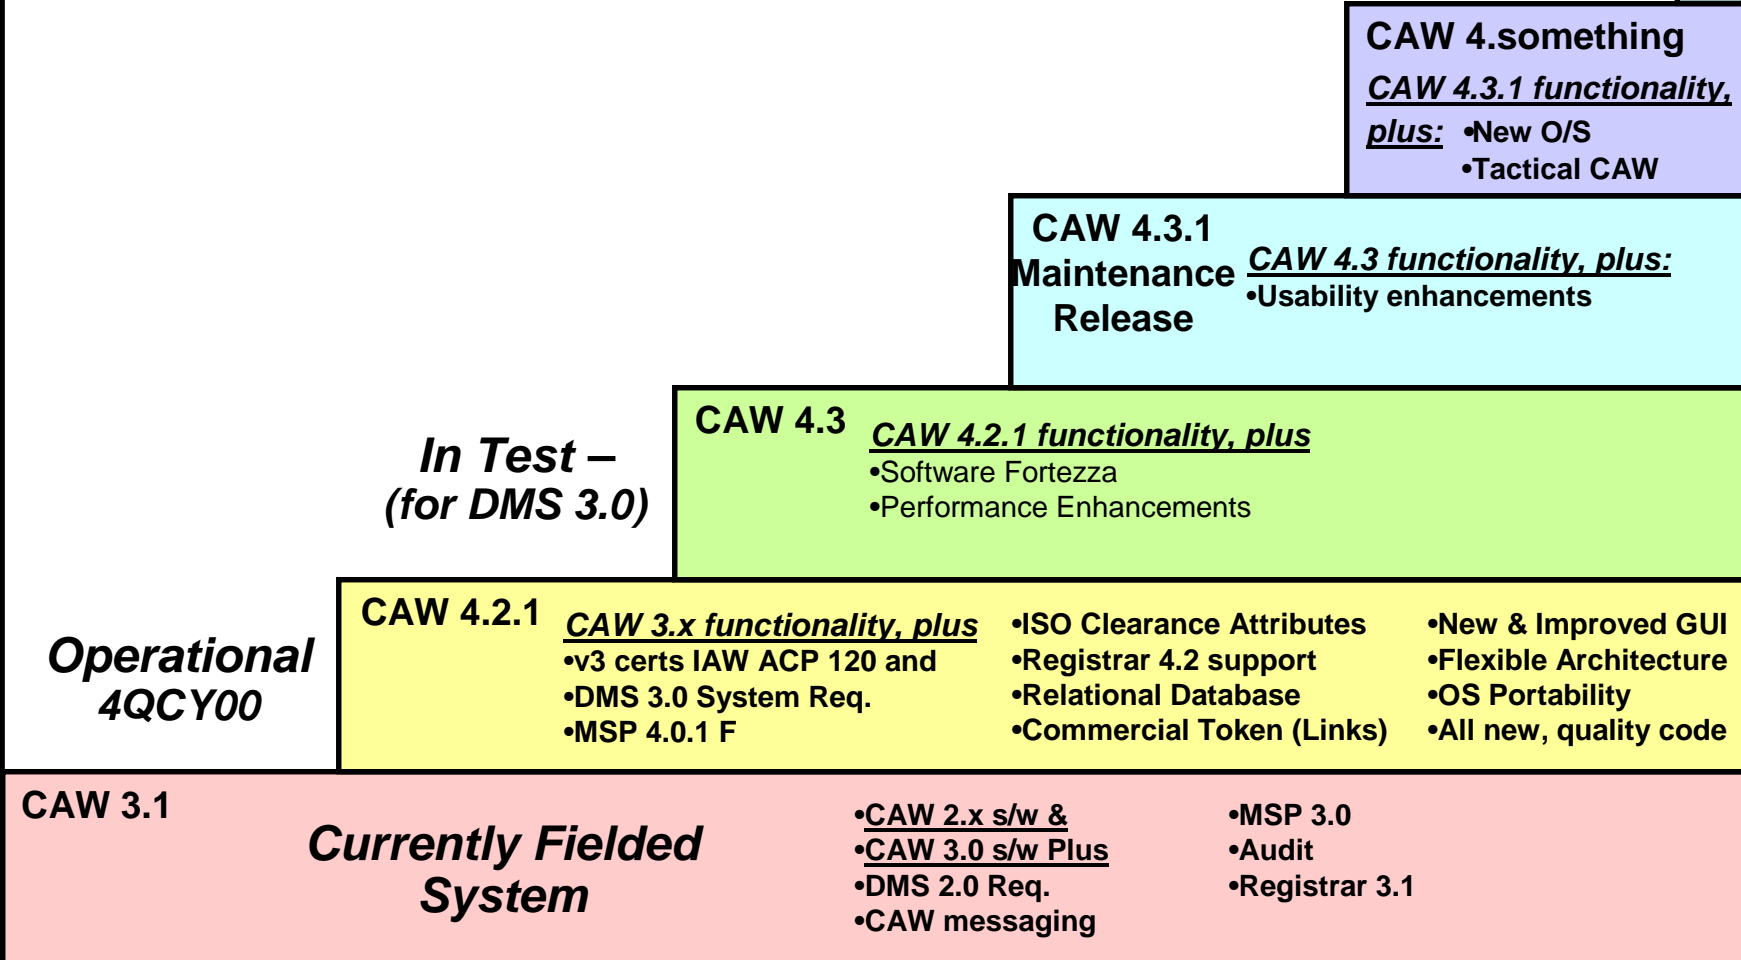 CAW 4.something
CAW 4.3.1 functionality,
plus: •New O/S
•Tactical CAW
CAW 4.3.1
Maintenance
Release
CAW 4.3 functionality, plus:
•Usability enhancements
In Test –
(for DMS 3.0)
CAW 4.3
CAW 4.2.1 functionality, plus
•Software Fortezza
•Performance Enhancements
Operational
4QCY00
CAW 4.2.1
CAW 3.x functionality, plus
•v3 certs IAW ACP 120 and
•DMS 3.0 System Req.
•MSP 4.0.1 F
•ISO Clearance Attributes
•Registrar 4.2 support
•Relational Database
•Commercial Token (Links)
•New & Improved GUI
•Flexible Architecture
•OS Portability
•All new, quality code
CAW 3.1
Currently Fielded
System
•CAW 2.x s/w &
•CAW 3.0 s/w Plus
•DMS 2.0 Req.
•CAW messaging
•MSP 3.0
•Audit
•Registrar 3.1